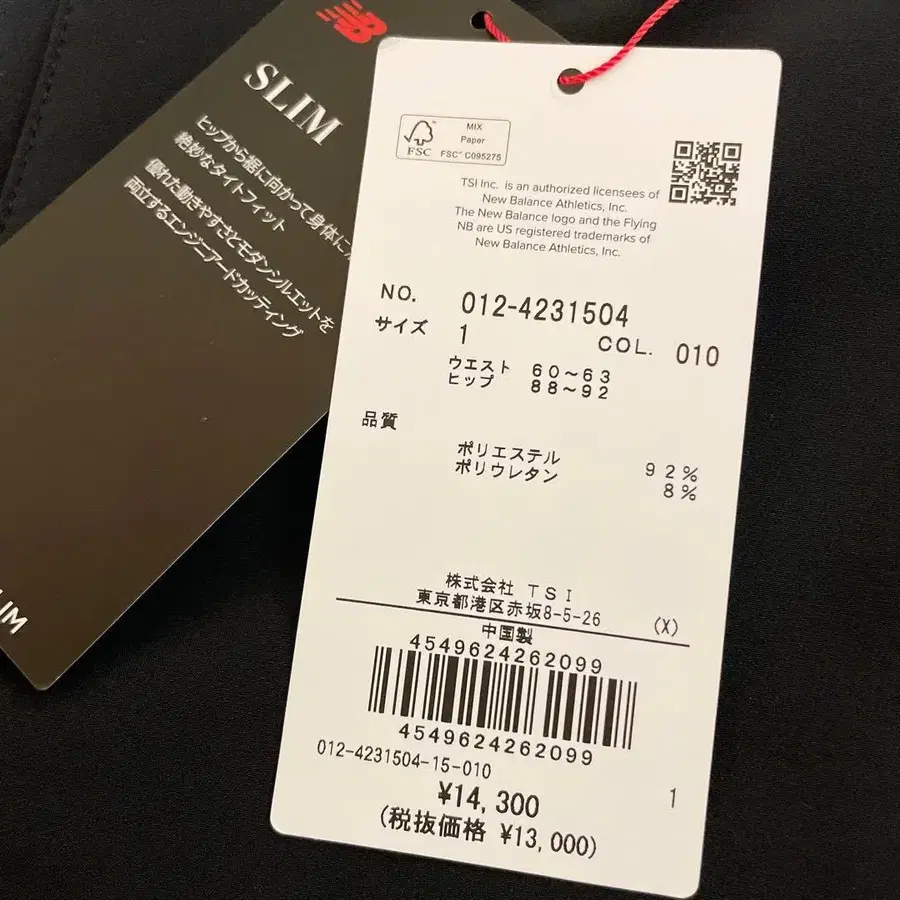 NB
SLIM
ヒップから裾に向かって身体に
絶妙なタイトフィット
優れた動きやすさとモダンシルエットを
両立するエンジニアードカッティング
LIM
FSC
MIX
Paper
FSC™ C095275
TSI Inc. is an authorized licensees of
New Balance Athletics, Inc.
The New Balance logo and the Flying
NB are US registered trademarks of
New Balance Athletics, Inc.
NO. 012-4231504
サイズ 1 COL. 010
ウエスト 60~63
ヒップ 88~92
品質
ポリエステル 92%
ポリウレタン 8%
株式会社 TSI
東京都港区赤坂8-5-26 (X)
中国製
4549624262099
4549624262099
012-4231504-15-010
¥14,300 1
(税抜価格 ¥13,000)